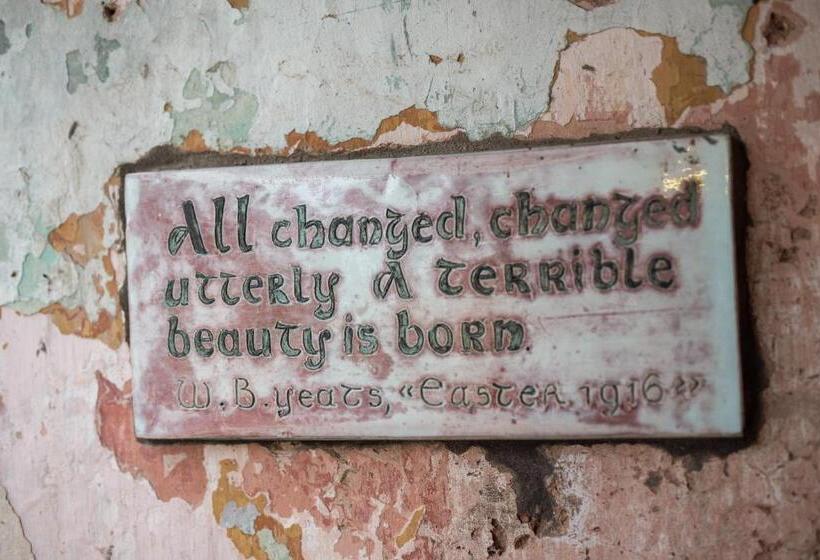 All changed, changed
utterly A terrible
beauty is born
W.B. yeats, «Easter 1916»